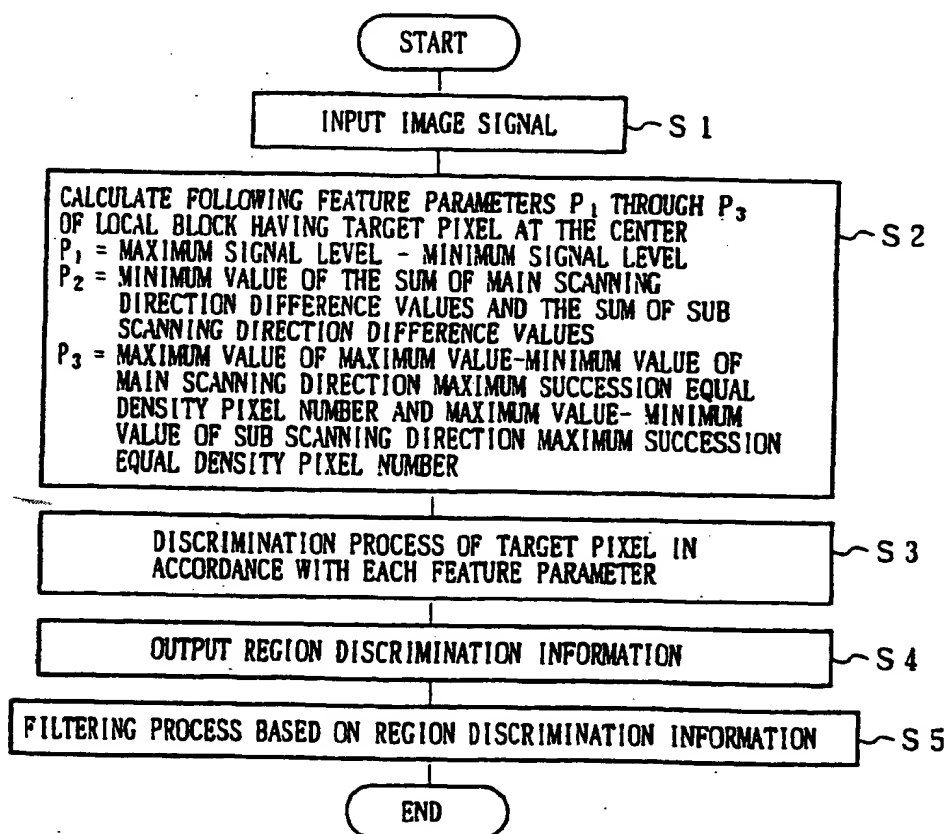 START
INPUT IMAGE SIGNAL
S 1
CALCULATE FOLLOWING FEATURE PARAMETERS P1 THROUGH P3
OF LOCAL BLOCK HAVING TARGET PIXEL AT THE CENTER
P1 = MAXIMUM SIGNAL LEVEL - MINIMUM SIGNAL LEVEL
P2 = MINIMUM VALUE OF THE SUM OF MAIN SCANNING
DIRECTION DIFFERENCE VALUES AND THE SUM OF SUB
SCANNING DIRECTION DIFFERENCE VALUES
P3 = MAXIMUM VALUE OF MAXIMUM VALUE-MINIMUM VALUE OF
MAIN SCANNING DIRECTION MAXIMUM SUCCESSION EQUAL
DENSITY PIXEL NUMBER AND MAXIMUM VALUE- MINIMUM
VALUE OF SUB SCANNING DIRECTION MAXIMUM SUCCESSION
EQUAL DENSITY PIXEL NUMBER
S 2
DISCRIMINATION PROCESS OF TARGET PIXEL IN
ACCORDANCE WITH EACH FEATURE PARAMETER
S 3
OUTPUT REGION DISCRIMINATION INFORMATION
S 4
FILTERING PROCESS BASED ON REGION DISCRIMINATION INFORMATION
S 5
END